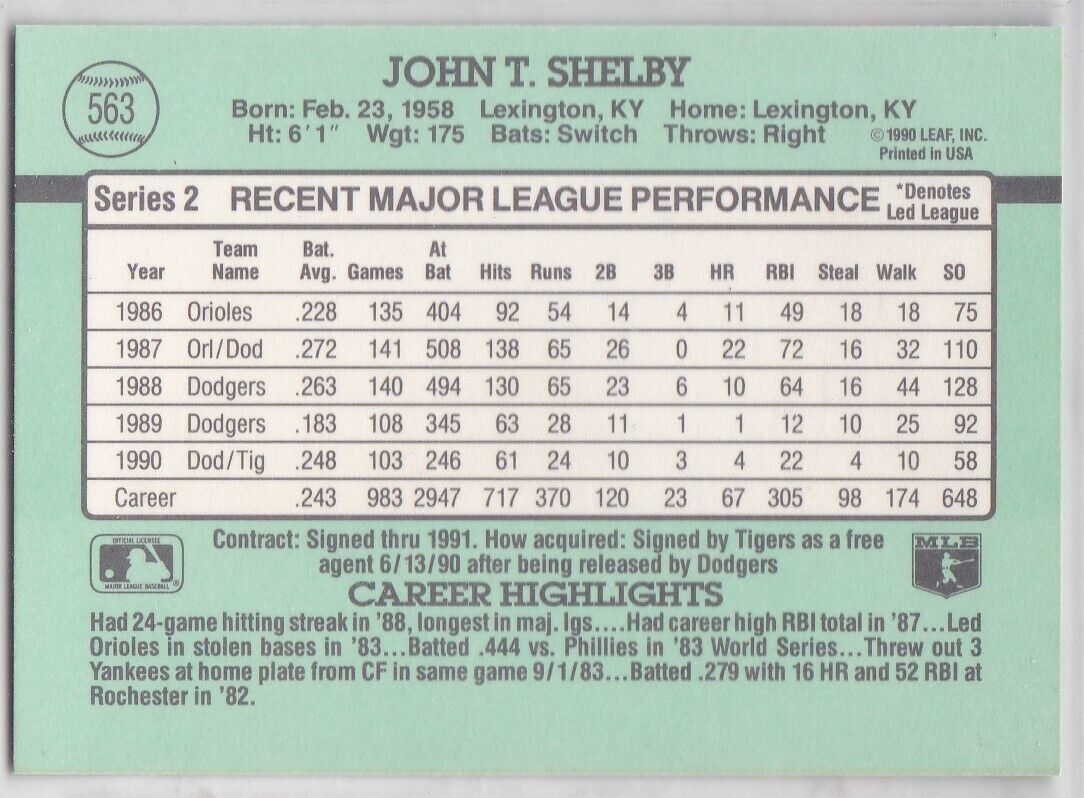 563
JOHN T. SHELBY
Born: Feb. 23, 1958 Lexington, KY Home: Lexington, KY
Ht: 6'1" Wgt: 175 Bats: Switch Throws: Right
©1990 LEAF, INC.
Printed in USA
Series 2 RECENT MAJOR LEAGUE PERFORMANCE *Denotes
Led League
Year Team Name Bat. Avg. Games At Bat Hits Runs 2B 3B HR RBI Steal Walk SO
1986 Orioles .228 135 404 92 54 14 4 11 49 18 18 75
1987 Orl/Dod .272 141 508 138 65 26 0 22 72 16 32 110
1988 Dodgers .263 140 494 130 65 23 6 10 64 16 44 128
1989 Dodgers .183 108 345 63 28 11 1 1 12 10 25 92
1990 Dod/Tig .248 103 246 61 24 10 3 4 22 4 10 58
Career .243 983 2947 717 370 120 23 67 305 98 174 648
OFFICIAL LICENSEE
MAJOR LEAGUE BASEBALL ®
Contract: Signed thru 1991. How acquired: Signed by Tigers as a free
agent 6/13/90 after being released by Dodgers
MLB
CAREER HIGHLIGHTS
Had 24-game hitting streak in '88, longest in maj. lgs....Had career high RBI total in '87...Led
Orioles in stolen bases in '83...Batted .444 vs. Phillies in '83 World Series...Threw out 3
Yankees at home plate from CF in same game 9/1/83...Batted .279 with 16 HR and 52 RBI at
Rochester in '82.